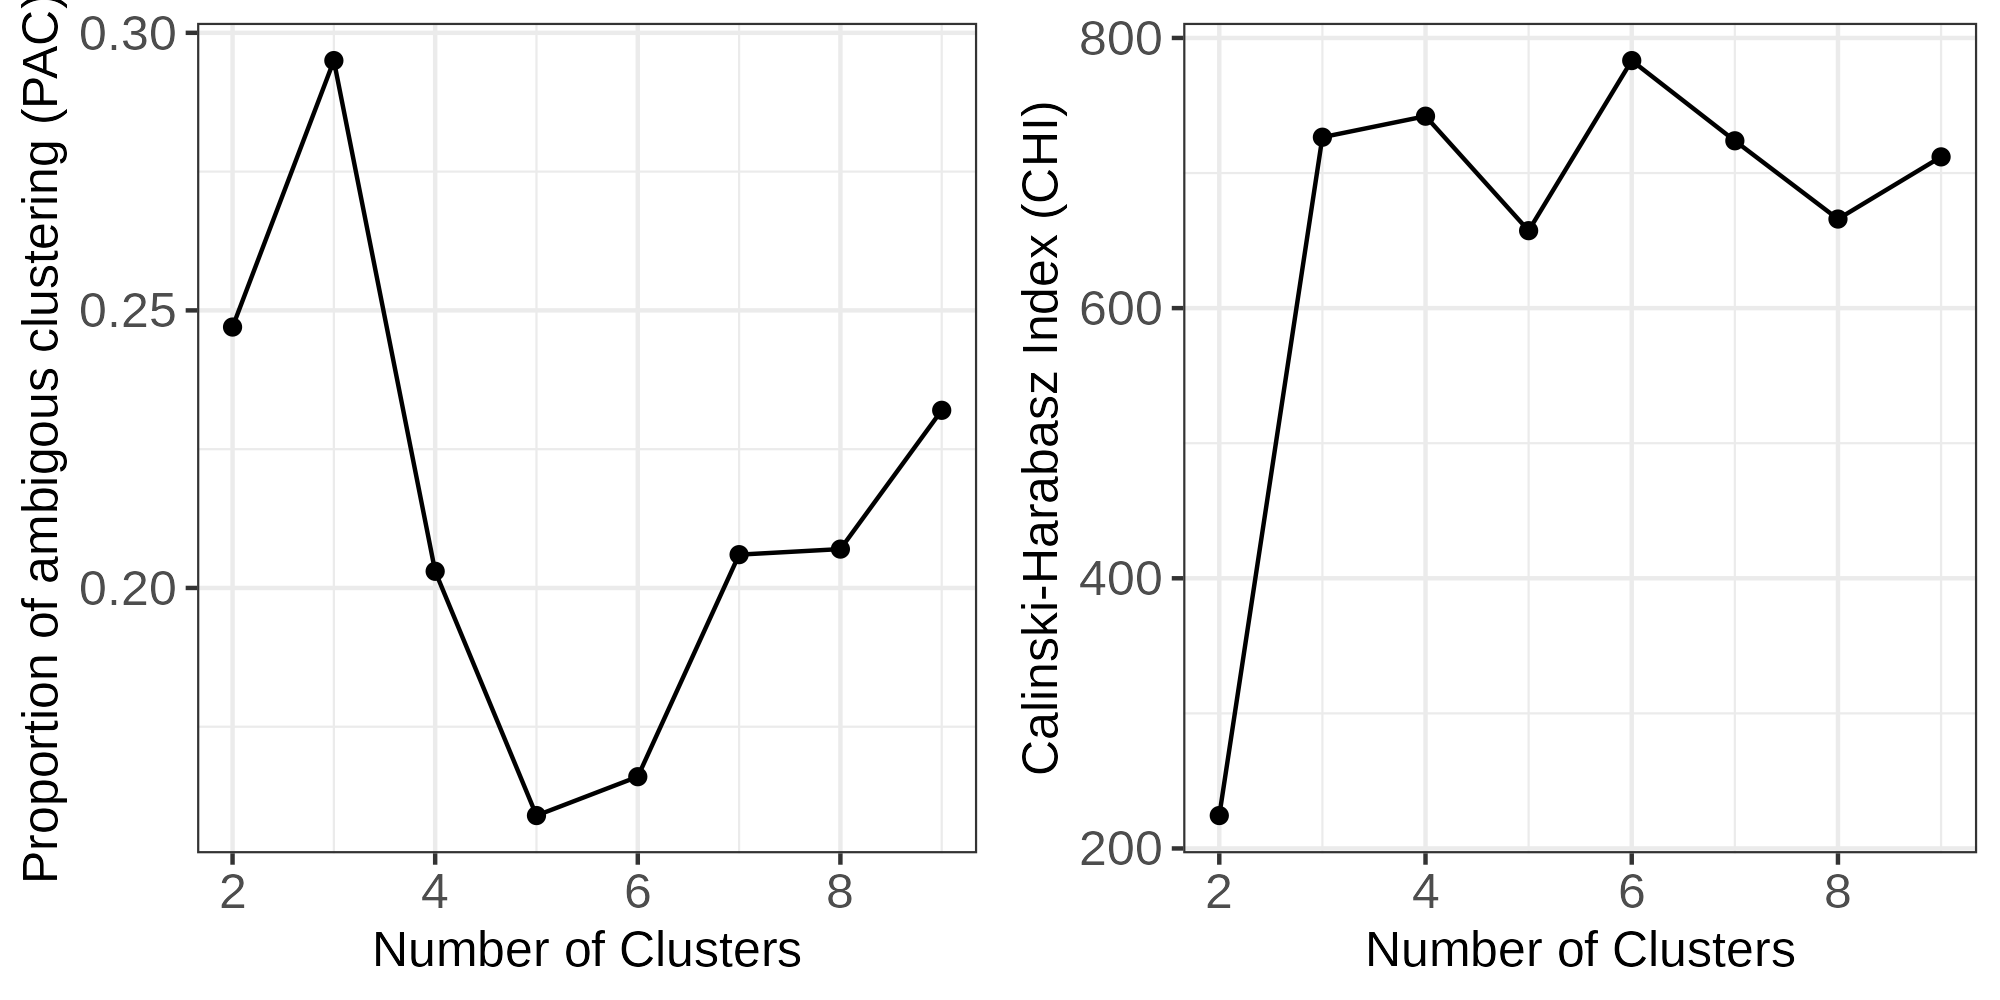 Proportion of ambigous clustering (PAC)
0.30
0.25
0.20
2 4 6 8
Number of Clusters
Calinski-Harabasz Index (CHI)
800
600
400
200
2 4 6 8
Number of Clusters